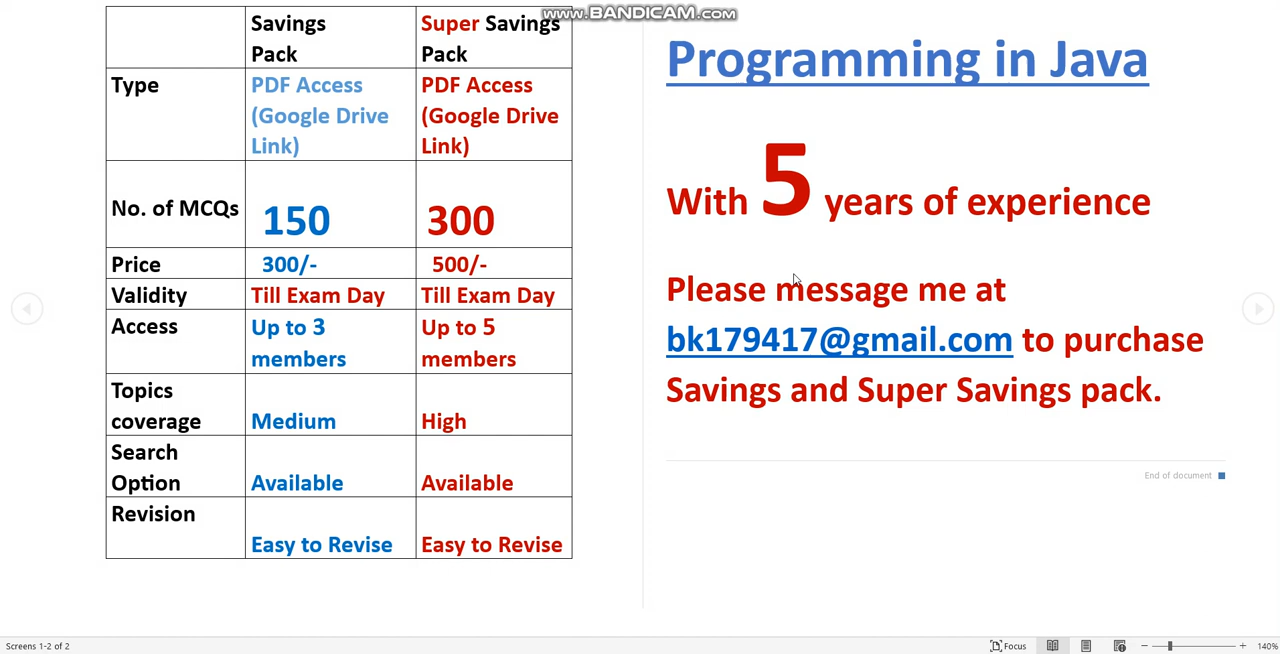 www.BANDICAM.com
Savings Super Savings
Pack Pack
Type PDF Access PDF Access
(Google Drive (Google Drive
Link) Link)
No. of MCQs 150 300
Price 300/- 500/-
Validity Till Exam Day Till Exam Day
Access Up to 3 Up to 5
members members
Topics
coverage Medium High
Search
Option Available Available
Revision
Easy to Revise Easy to Revise
Programming in Java
With 5 years of experience
Please message me at
bk179417@gmail.com to purchase
Savings and Super Savings pack.
End of document
Screens 1-2 of 2 Focus 140%